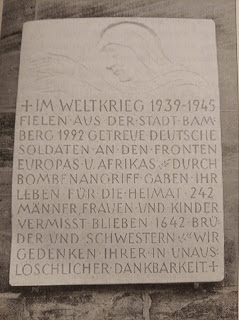 + IM WELTKRIEG 1939-1945
FIELEN AUS DER STADT BAM-
BERG 1992 GETREUE DEUTSCHE
SOLDATEN AN DEN FRONTEN
EUROPAS U. AFRIKAS DURCH
BOMBENANGRIFF GABEN IHR
LEBEN FÜR DIE HEIMAT 242
MÄNNER, FRAUEN UND KINDER
VERMISST BLIEBEN 1642 BRÜ-
DER UND SCHWESTERN WIR
GEDENKEN IHRER IN UNAUS-
LÖSCHLICHER DANKBARKEIT +